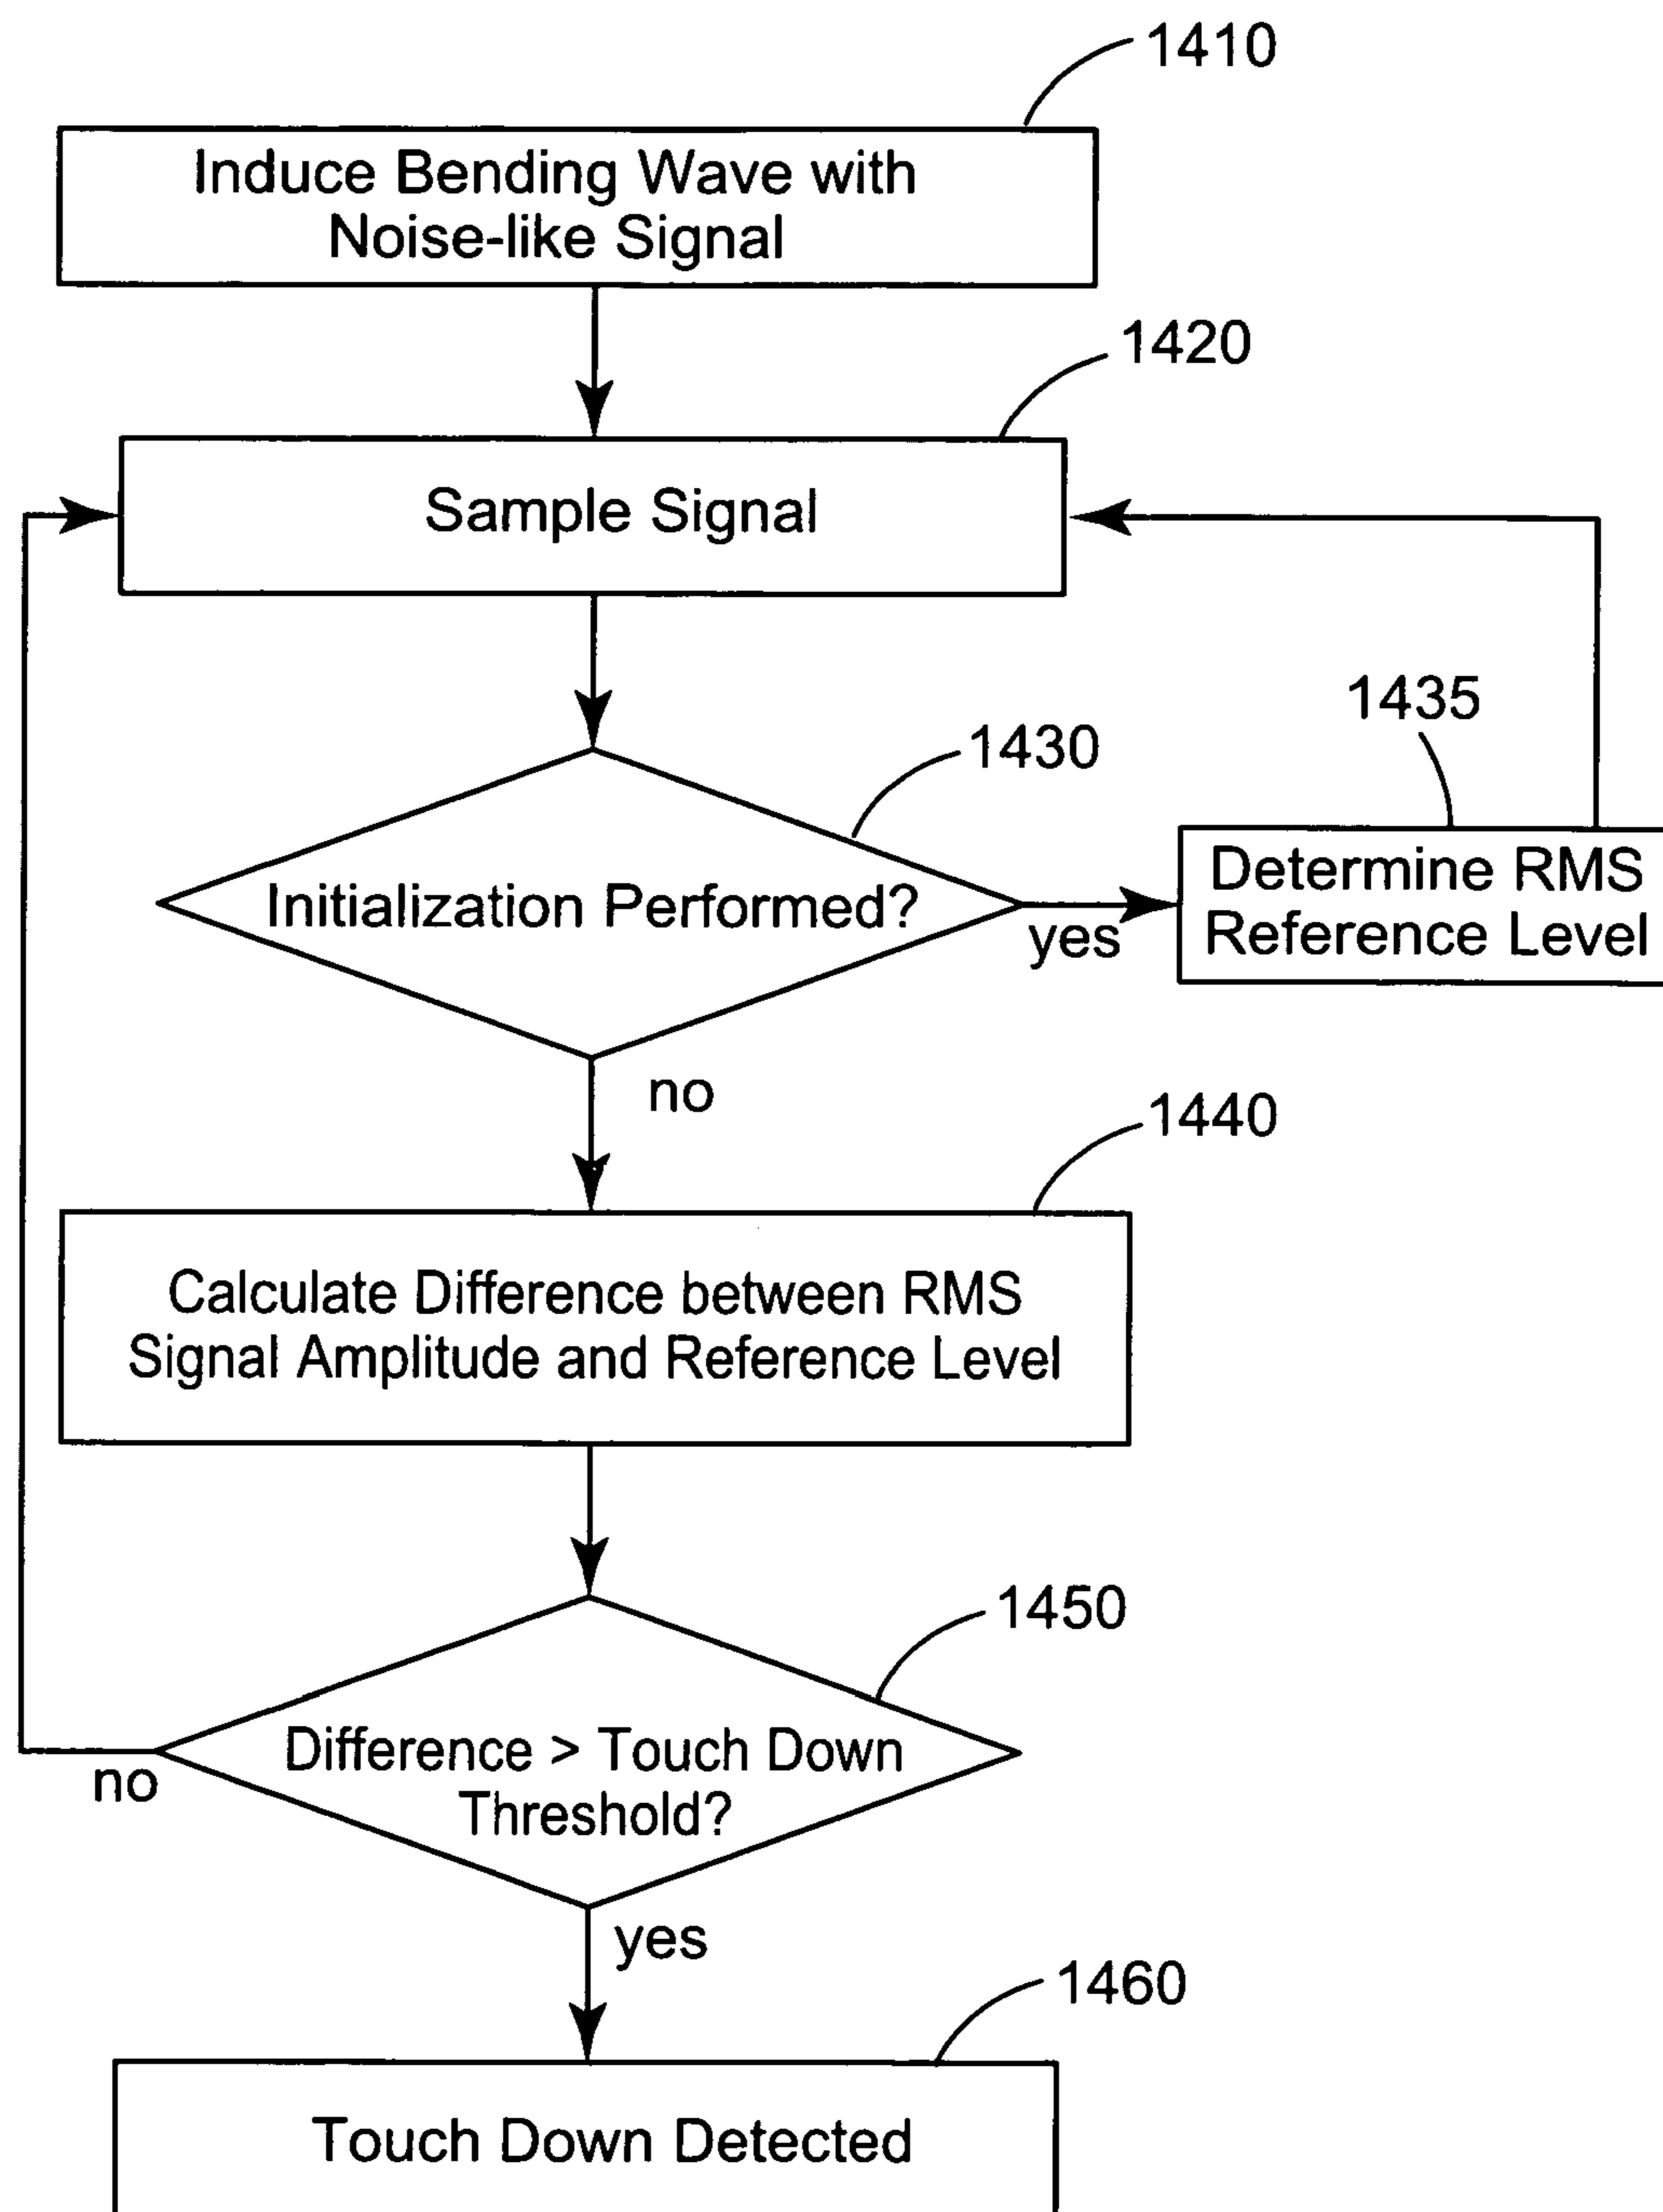 1410
Induce Bending Wave with
Noise-like Signal
1420
Sample Signal
1430
1435
Initialization Performed?
yes
Determine RMS
Reference Level
no
1440
Calculate Difference between RMS
Signal Amplitude and Reference Level
1450
Difference > Touch Down
Threshold?
no
yes
1460
Touch Down Detected